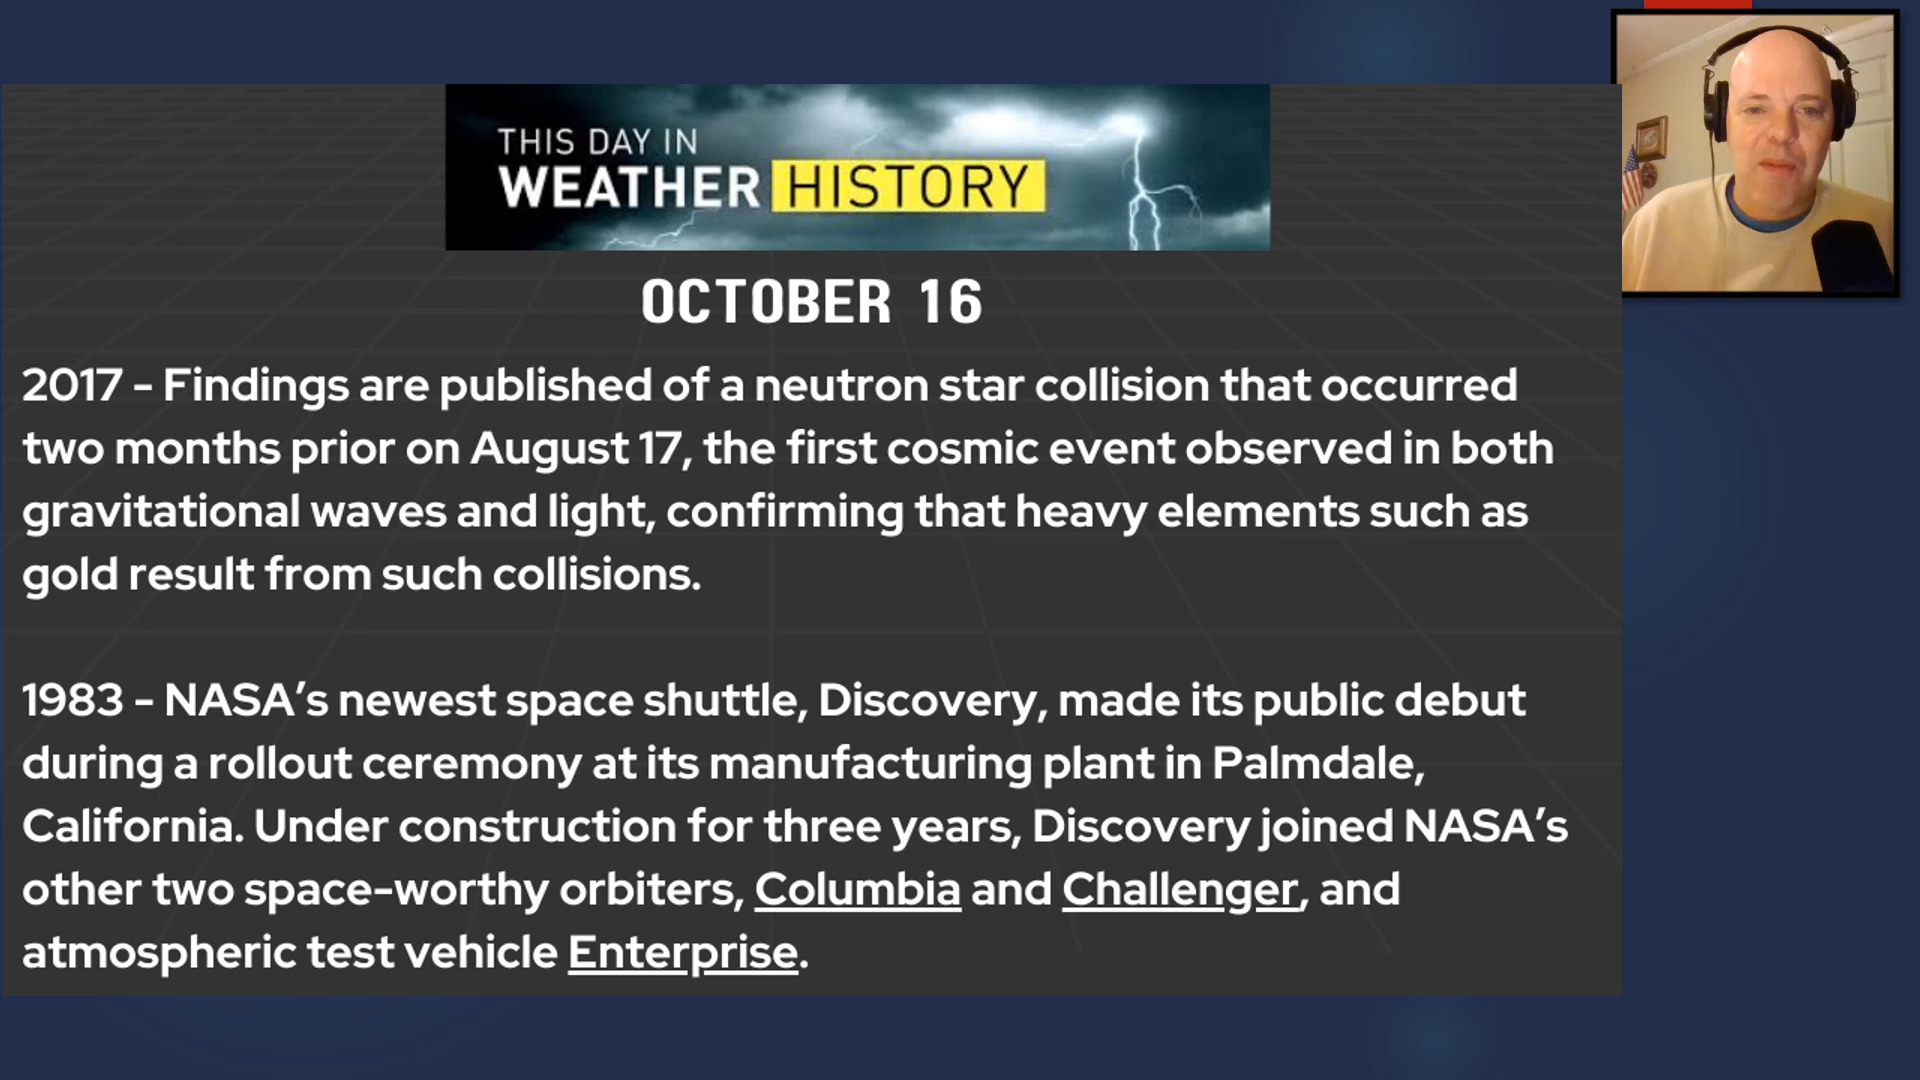 THIS DAY IN
WEATHER HISTORY
OCTOBER 16
2017 - Findings are published of a neutron star collision that occurred
two months prior on August 17, the first cosmic event observed in both
gravitational waves and light, confirming that heavy elements such as
gold result from such collisions.
1983 - NASA’s newest space shuttle, Discovery, made its public debut
during a rollout ceremony at its manufacturing plant in Palmdale,
California. Under construction for three years, Discovery joined NASA’s
other two space-worthy orbiters, Columbia and Challenger, and
atmospheric test vehicle Enterprise.